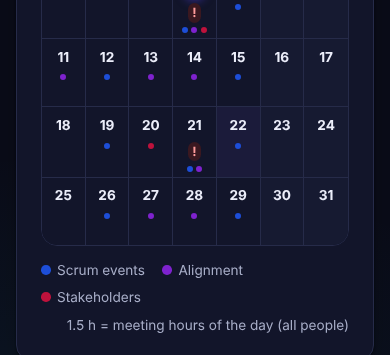 !
11 12 13 14 15 16 17
18 19 20 21 22 23 24
!
25 26 27 28 29 30 31
Scrum events Alignment
Stakeholders
1.5 h = meeting hours of the day (all people)